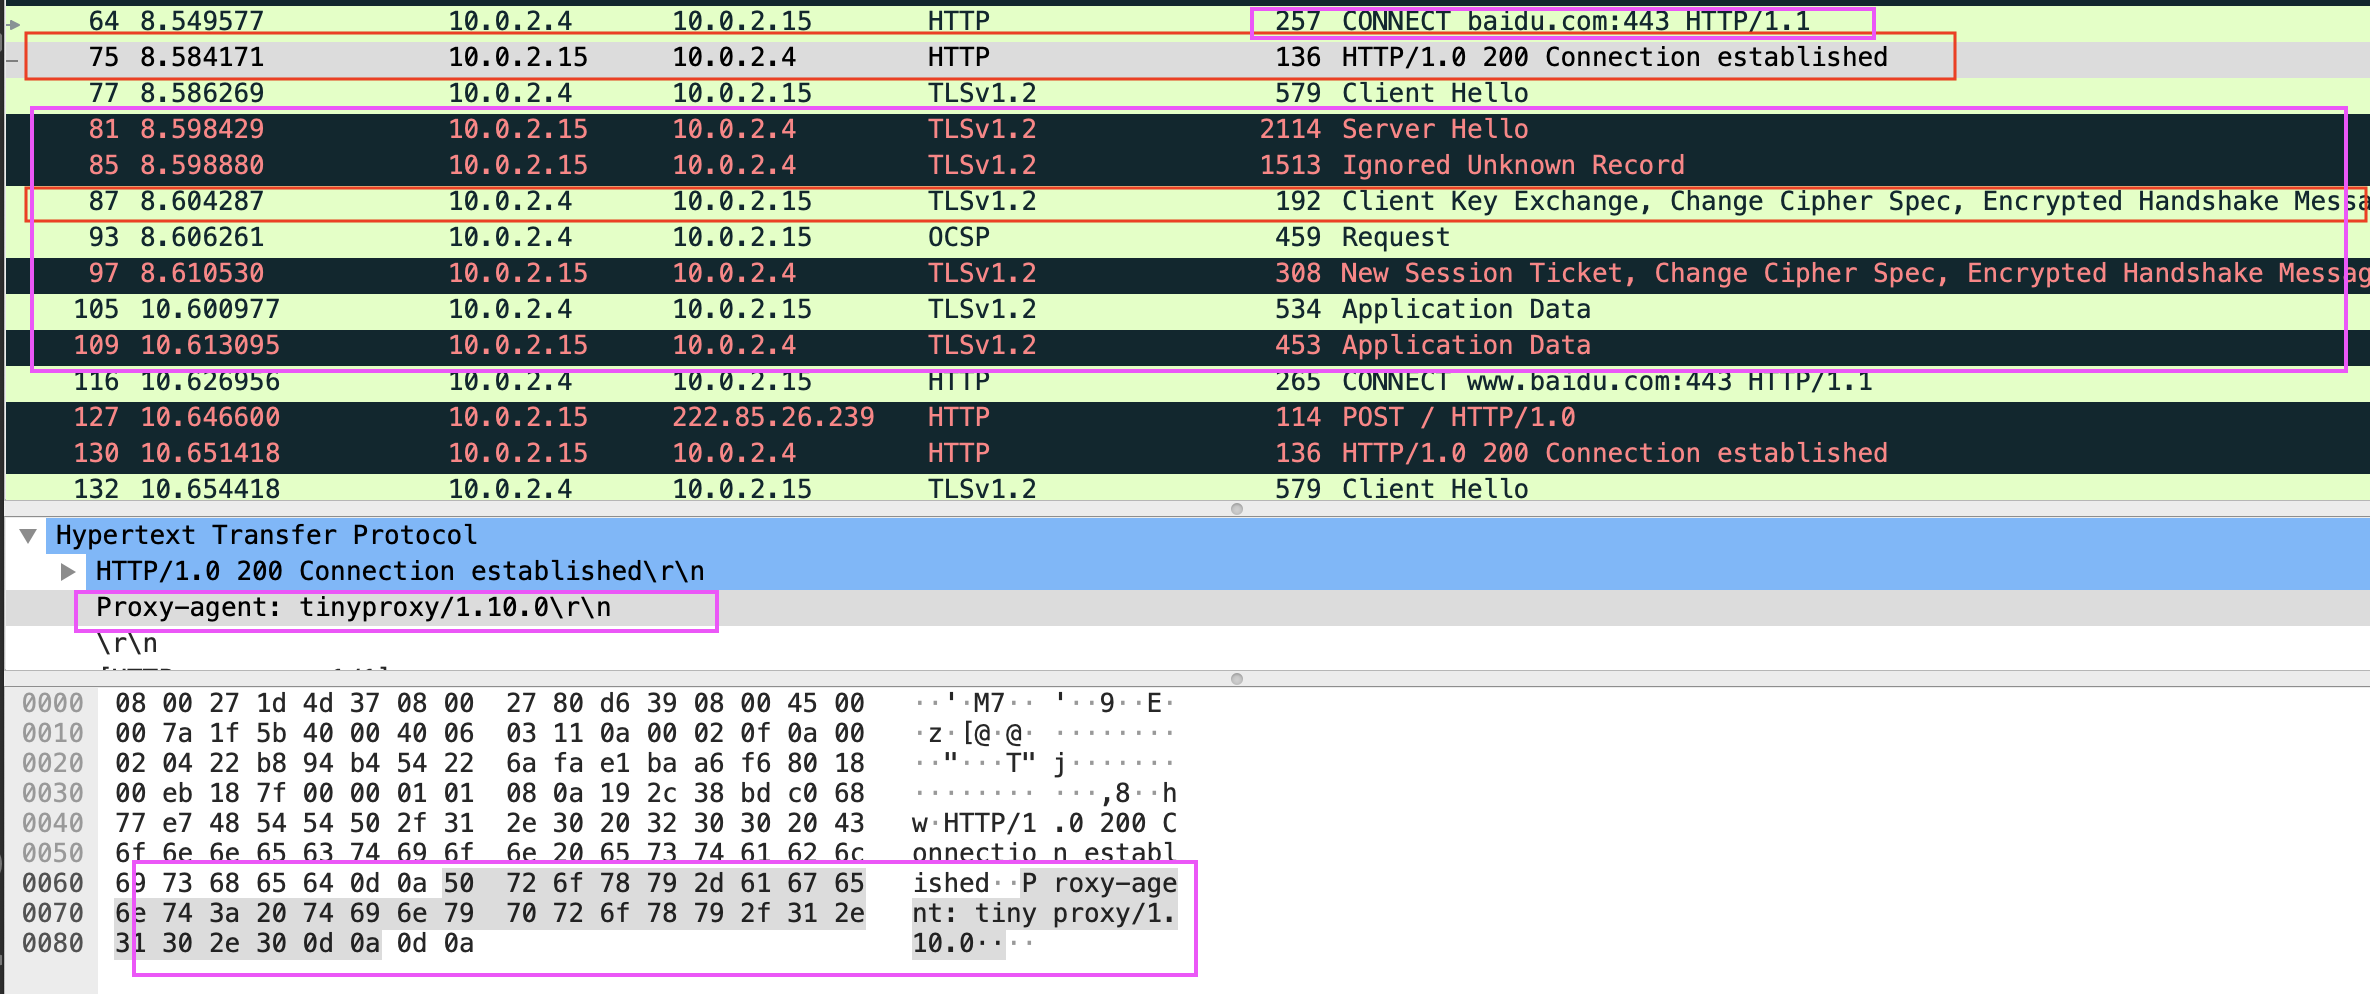 64 8.549577 10.0.2.4 10.0.2.15 HTTP 257 CONNECT baidu.com:443 HTTP/1.1
75 8.584171 10.0.2.15 10.0.2.4 HTTP 136 HTTP/1.0 200 Connection established
77 8.586269 10.0.2.4 10.0.2.15 TLSv1.2 579 Client Hello
81 8.598429 10.0.2.15 10.0.2.4 TLSv1.2 2114 Server Hello
85 8.598880 10.0.2.15 10.0.2.4 TLSv1.2 1513 Ignored Unknown Record
87 8.604287 10.0.2.4 10.0.2.15 TLSv1.2 192 Client Key Exchange, Change Cipher Spec, Encrypted Handshake Messa
93 8.606261 10.0.2.4 10.0.2.15 OCSP 459 Request
97 8.610530 10.0.2.15 10.0.2.4 TLSv1.2 308 New Session Ticket, Change Cipher Spec, Encrypted Handshake Messag
105 10.600977 10.0.2.4 10.0.2.15 TLSv1.2 534 Application Data
109 10.613095 10.0.2.15 10.0.2.4 TLSv1.2 453 Application Data
116 10.626956 10.0.2.4 10.0.2.15 HTTP 265 CONNECT www.baidu.com:443 HTTP/1.1
127 10.646600 10.0.2.15 222.85.26.239 HTTP 114 POST / HTTP/1.0
130 10.651418 10.0.2.15 10.0.2.4 HTTP 136 HTTP/1.0 200 Connection established
132 10.654418 10.0.2.4 10.0.2.15 TLSv1.2 579 Client Hello
Hypertext Transfer Protocol
HTTP/1.0 200 Connection established\r\n
Proxy-agent: tinyproxy/1.10.0\r\n
\r\n
0000 08 00 27 1d 4d 37 08 00 27 80 d6 39 08 00 45 00 ··'·M7·· '··9··E·
0010 00 7a 1f 5b 40 00 40 06 03 11 0a 00 02 0f 0a 00 ·z·[@·@· ········
0020 02 04 22 b8 94 b4 54 22 6a fa e1 ba a6 f6 80 18 ··"···T" j·······
0030 00 eb 18 7f 00 00 01 01 08 0a 19 2c 38 bd c0 68 ········ ···,8··h
0040 77 e7 48 54 54 50 2f 31 2e 30 20 32 30 30 20 43 w·HTTP/1 .0 200 C
0050 6f 6e 6e 65 63 74 69 6f 6e 20 65 73 74 61 62 6c onnectio n establ
0060 69 73 68 65 64 0d 0a 50 72 6f 78 79 2d 61 67 65 ished··P roxy-age
0070 6e 74 3a 20 74 69 6e 79 70 72 6f 78 79 2f 31 2e nt: tiny proxy/1.
0080 31 30 2e 30 0d 0a 0d 0a 10.0····